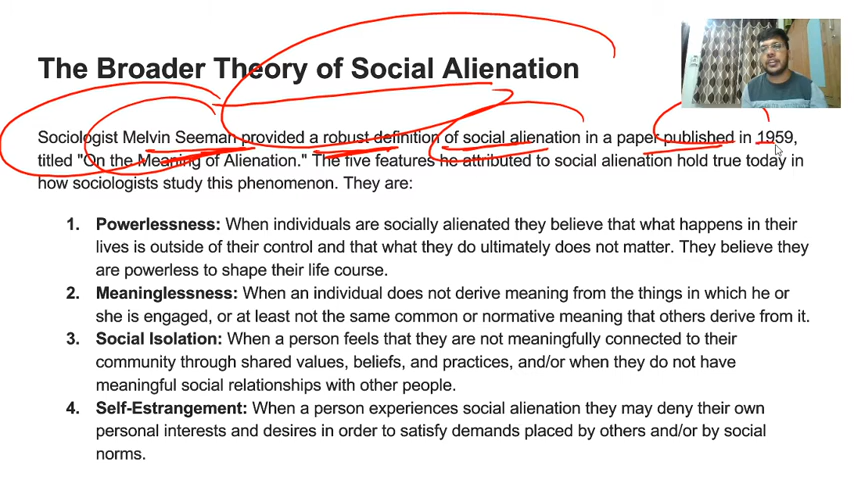 The Broader Theory of Social Alienation
Sociologist Melvin Seeman provided a robust definition of social alienation in a paper published in 1959,
titled "On the Meaning of Alienation." The five features he attributed to social alienation hold true today in
how sociologists study this phenomenon. They are:
1. Powerlessness: When individuals are socially alienated they believe that what happens in their
lives is outside of their control and that what they do ultimately does not matter. They believe they
are powerless to shape their life course.
2. Meaninglessness: When an individual does not derive meaning from the things in which he or
she is engaged, or at least not the same common or normative meaning that others derive from it.
3. Social Isolation: When a person feels that they are not meaningfully connected to their
community through shared values, beliefs, and practices, and/or when they do not have
meaningful social relationships with other people.
4. Self-Estrangement: When a person experiences social alienation they may deny their own
personal interests and desires in order to satisfy demands placed by others and/or by social
norms.